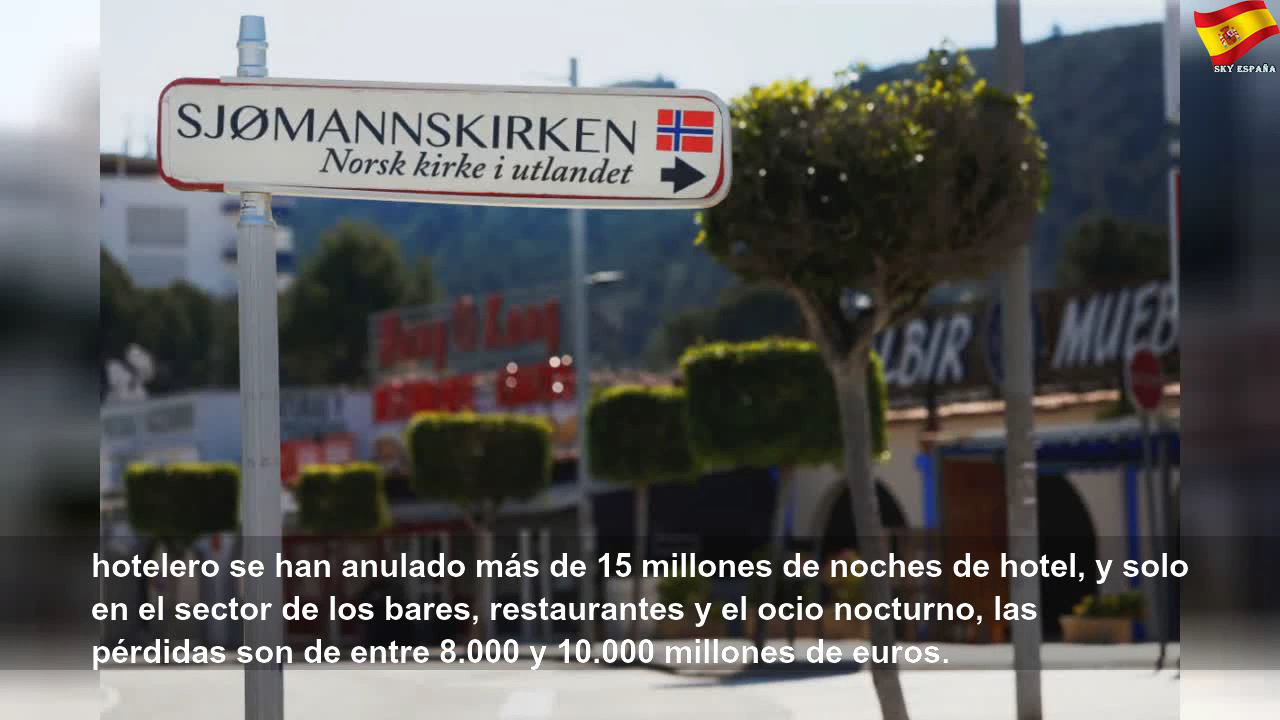 SKY ESPAÑA
SJØMANNSKIRKEN
Norsk kirke i utlandet
LBIR
MUEB
hotelero se han anulado más de 15 millones de noches de hotel, y solo
en el sector de los bares, restaurantes y el ocio nocturno, las
pérdidas son de entre 8.000 y 10.000 millones de euros.